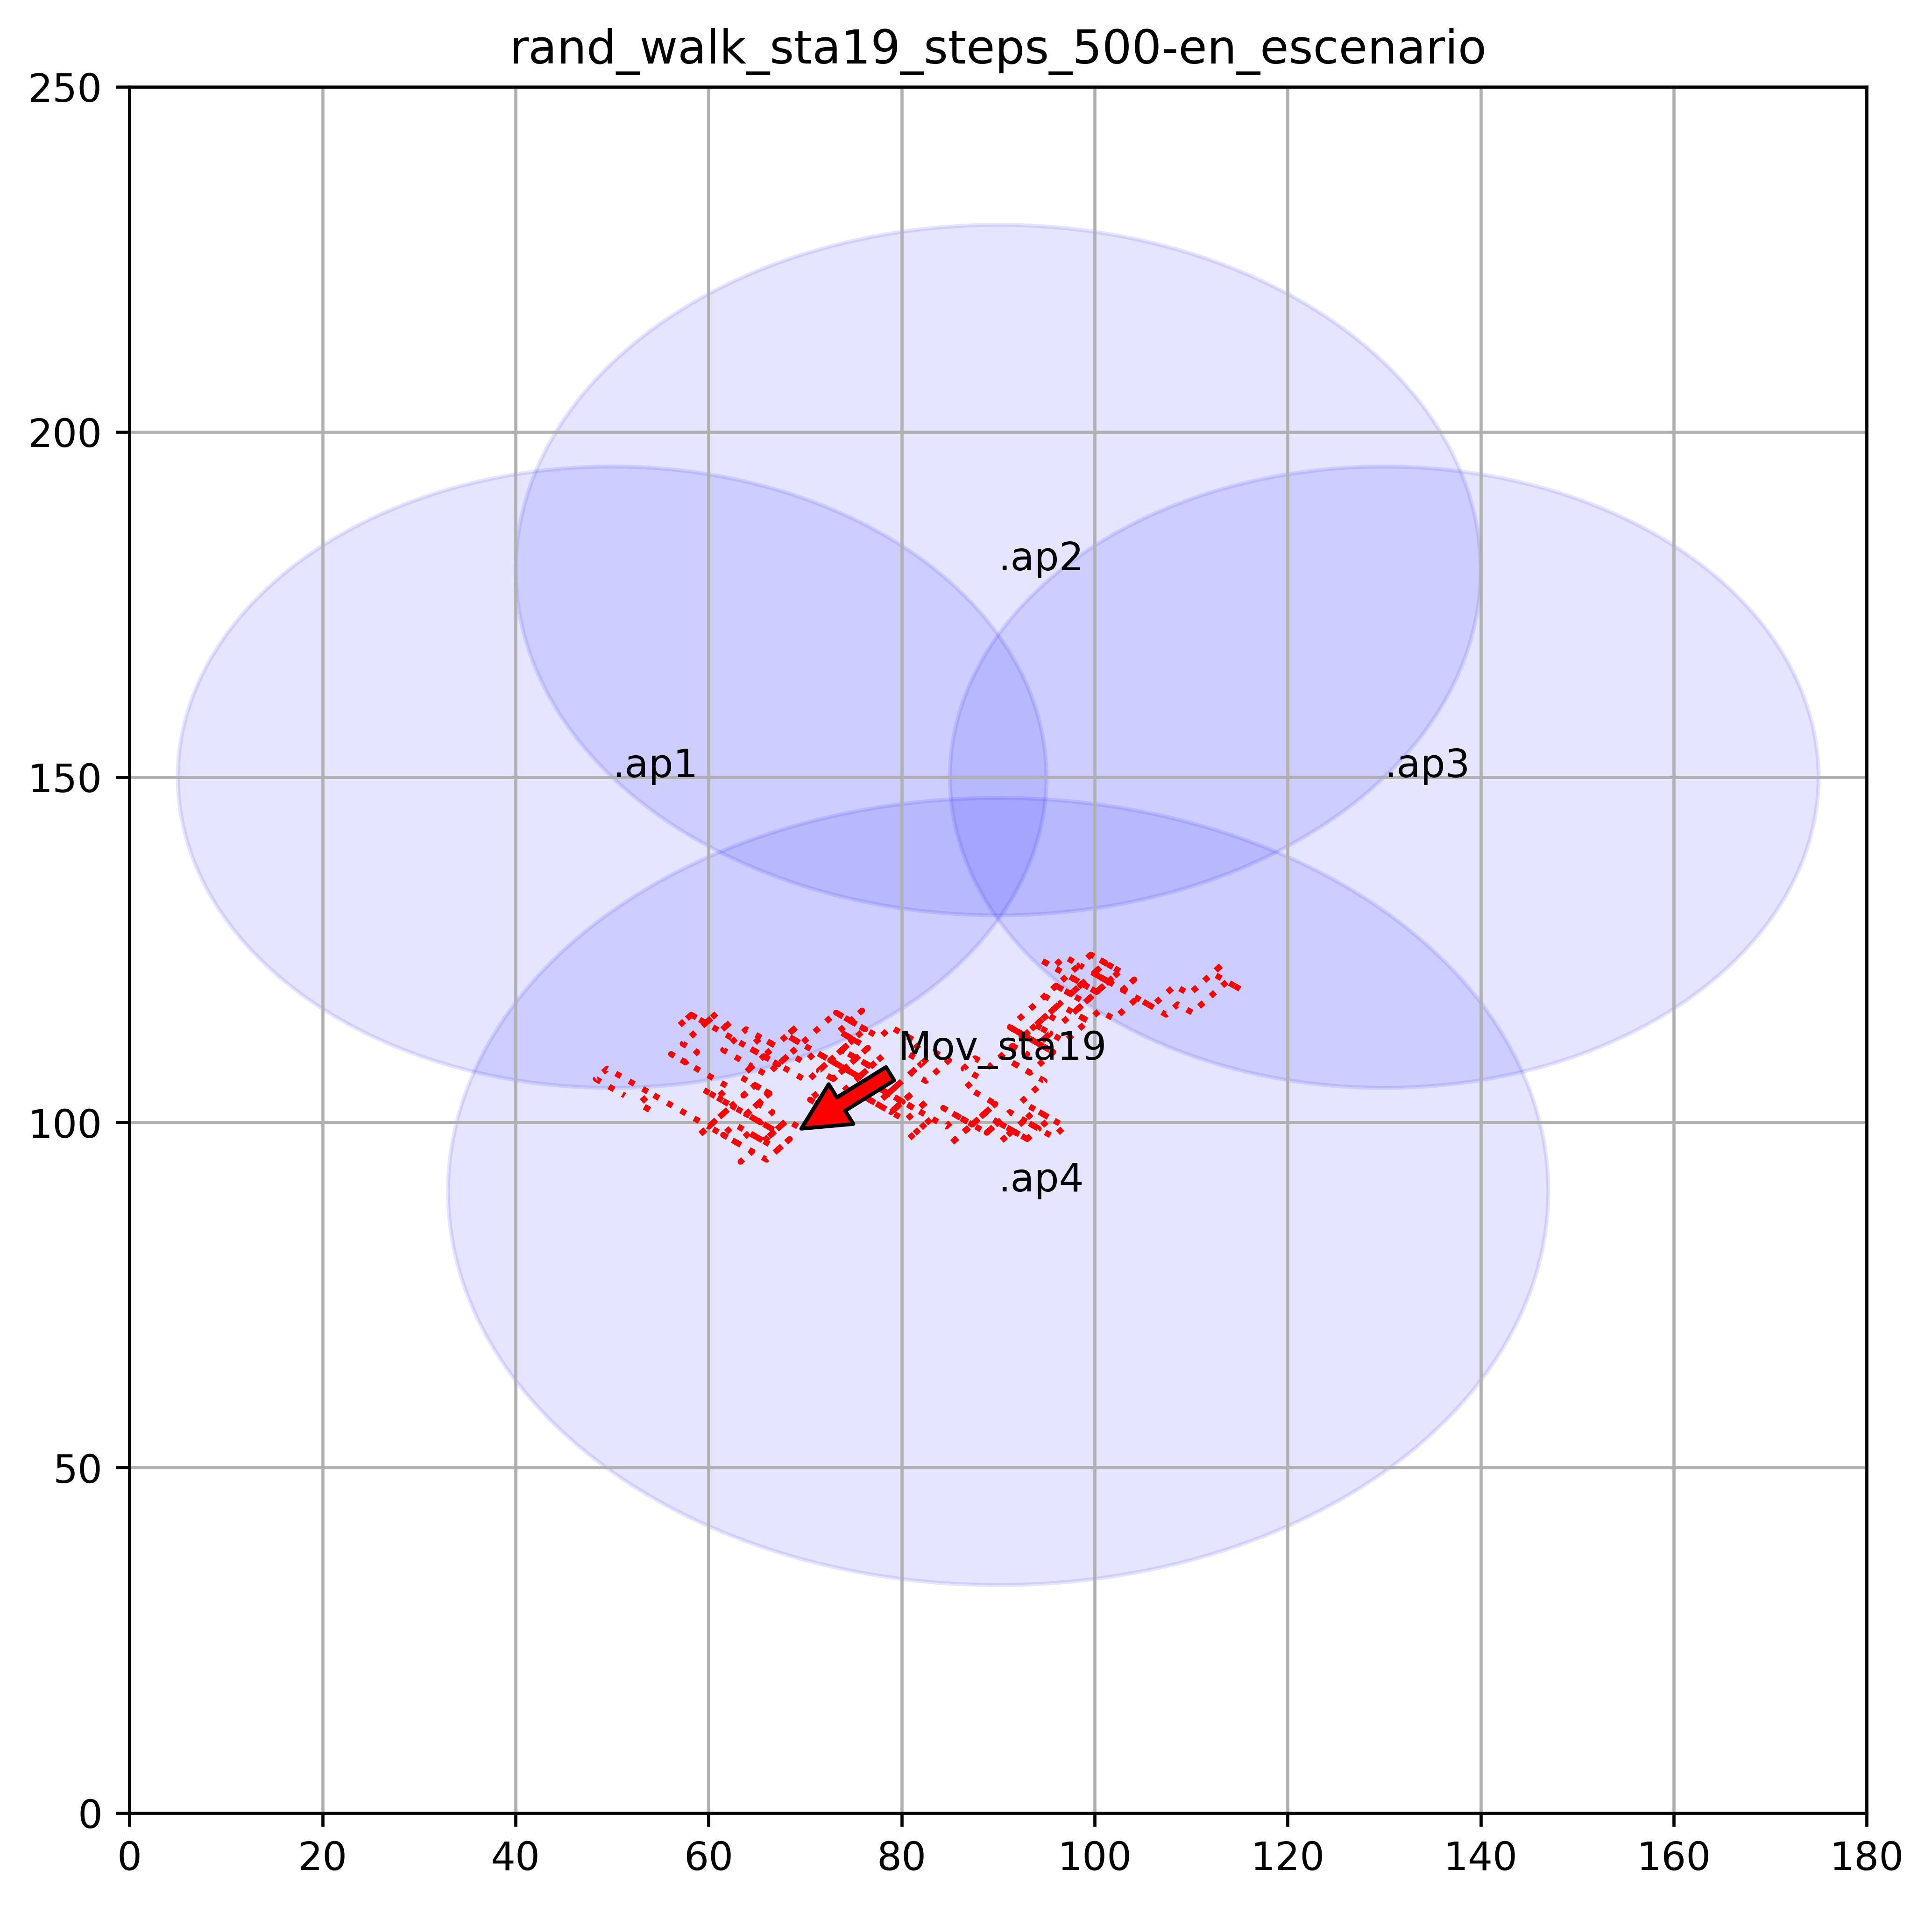 rand_walk_sta19_steps_500-en_escenario
250
200
.ap2
.ap1
.ap3
150
Mov_sta19
100
.ap4
50
0
0 20 40 60 80 100 120 140 160 180